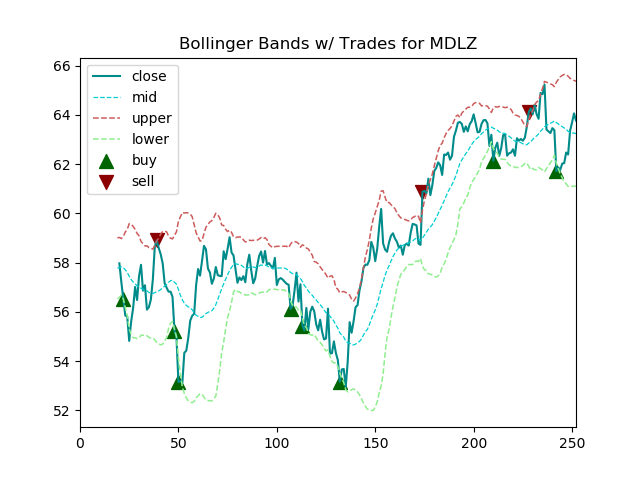 Bollinger Bands w/ Trades for MDLZ
close
mid
upper
lower
buy
sell
66
64
62
60
58
56
54
52
0 50 100 150 200 250